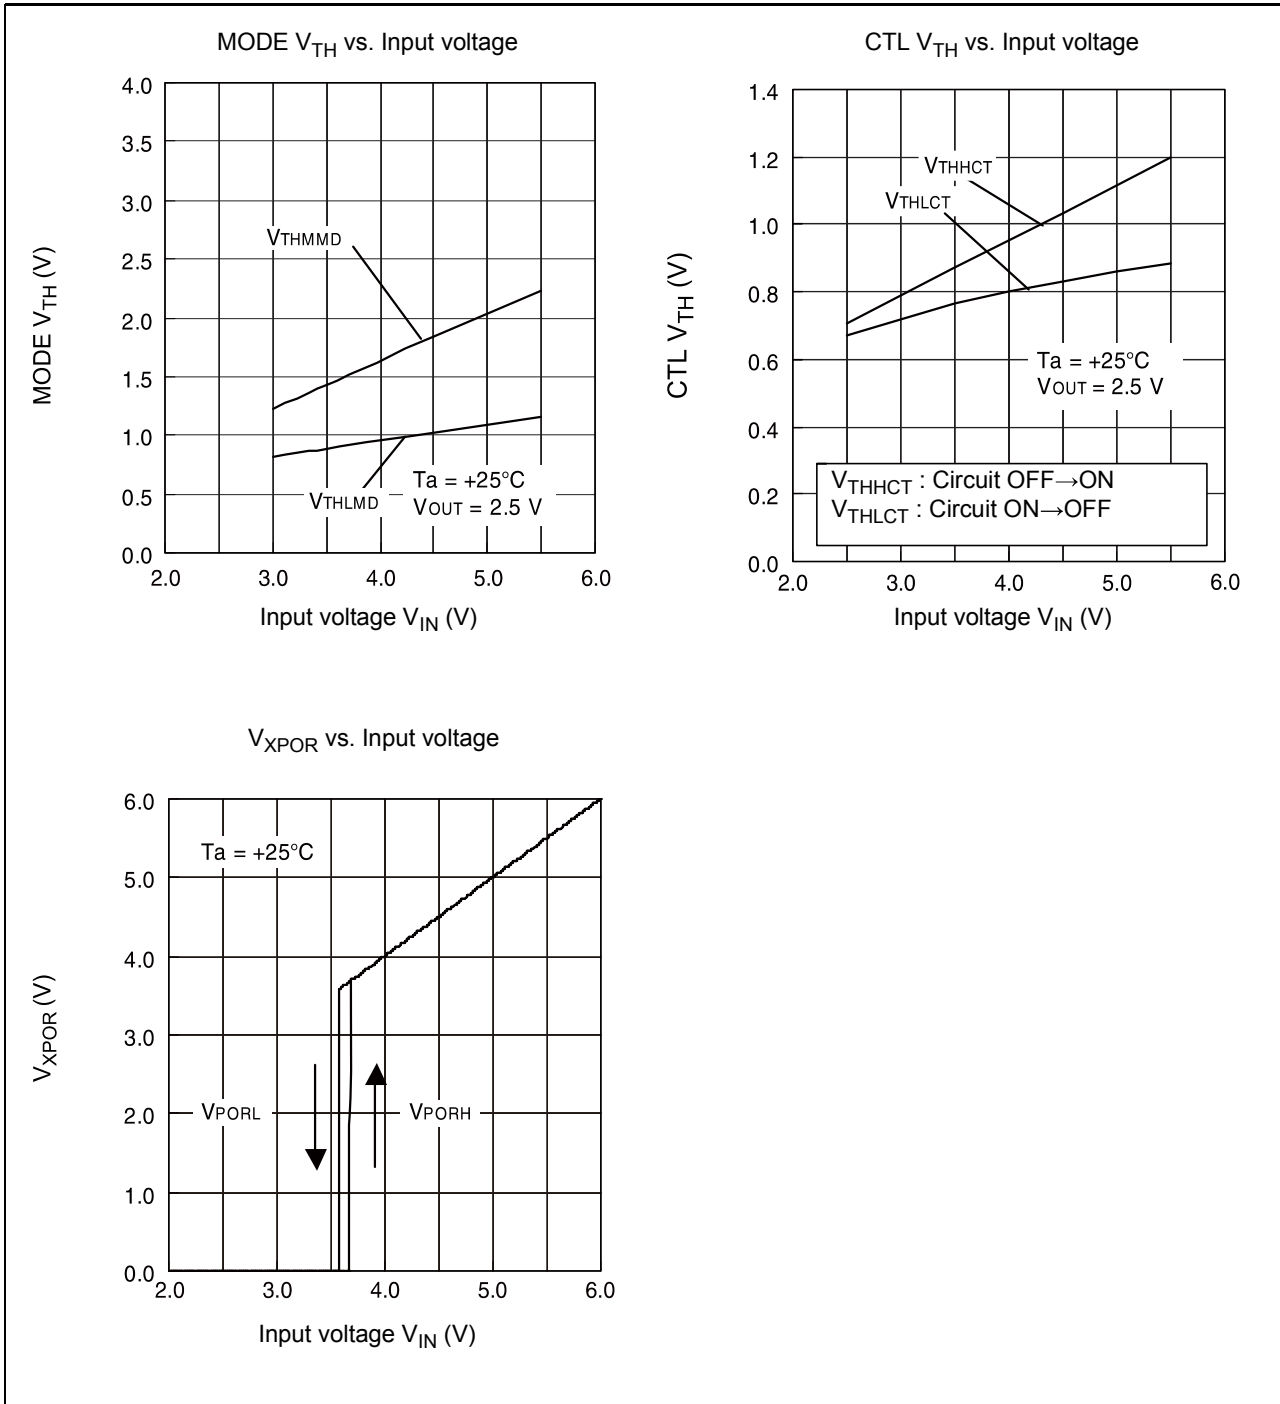 MODE VTH vs. Input voltage
4.0
3.5
3.0
2.5
2.0
1.5
1.0
0.5
0.0
MODE VTH (V)
VTHMMD
VTHLMD
Ta = +25°C
VOUT = 2.5 V
2.0 3.0 4.0 5.0 6.0
Input voltage VIN (V)
CTL VTH vs. Input voltage
1.4
1.2
1.0
0.8
0.6
0.4
0.2
0.0
CTL VTH (V)
VTHHCT
VTHLCT
Ta = +25°C
VOUT = 2.5 V
VTHHCT : Circuit OFF→ON
VTHLCT : Circuit ON→OFF
2.0 3.0 4.0 5.0 6.0
Input voltage VIN (V)
VXPOR vs. Input voltage
6.0
5.0
4.0
3.0
2.0
1.0
0.0
VXPOR (V)
Ta = +25°C
VPORL
VPORH
2.0 3.0 4.0 5.0 6.0
Input voltage VIN (V)